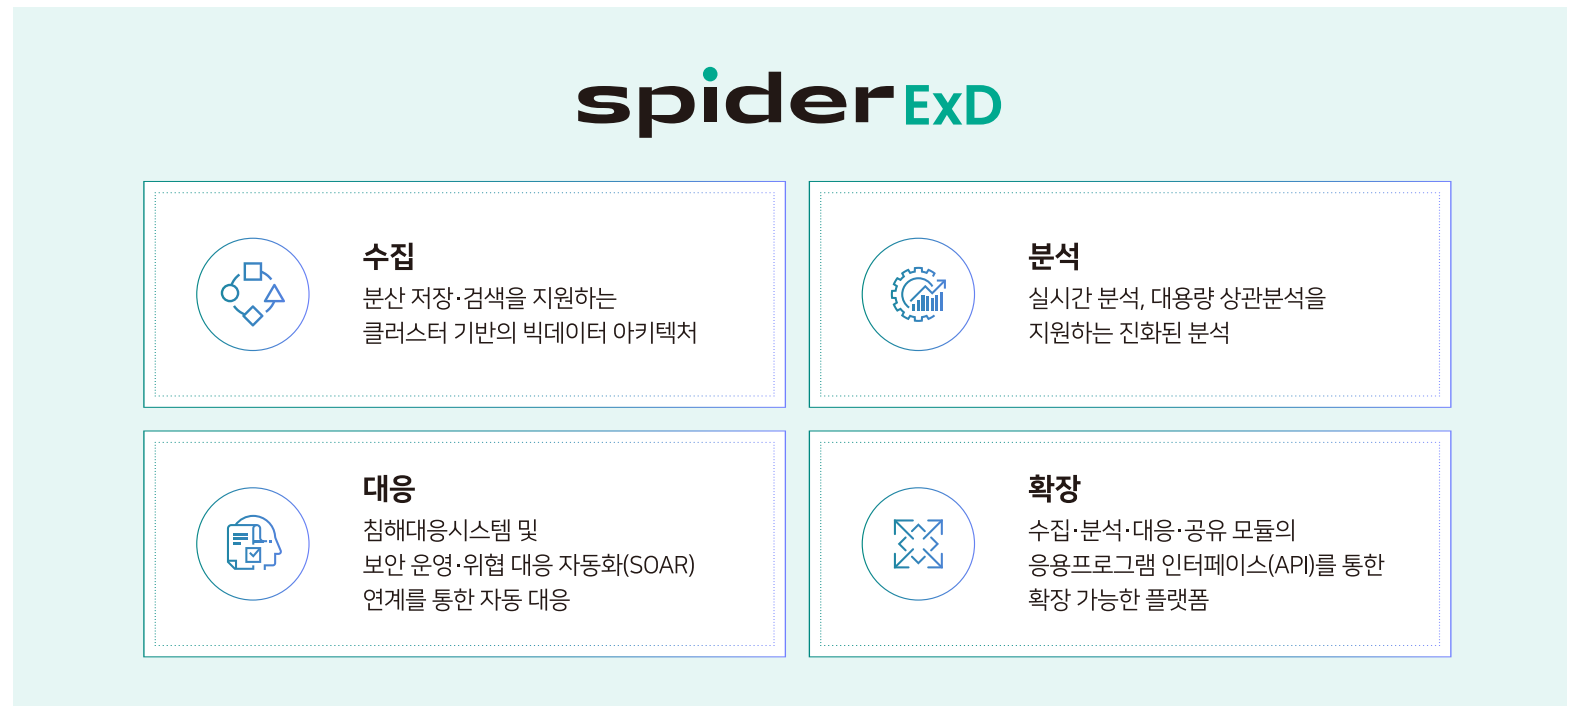 spider ExD
수집
분산 저장·검색을 지원하는
클러스터 기반의 빅데이터 아키텍처
분석
실시간 분석, 대용량 상관분석을
지원하는 진화된 분석
대응
침해대응시스템 및
보안 운영·위협 대응 자동화(SOAR)
연계를 통한 자동 대응
확장
수집·분석·대응·공유 모듈의
응용프로그램 인터페이스(API)를 통한
확장 가능한 플랫폼